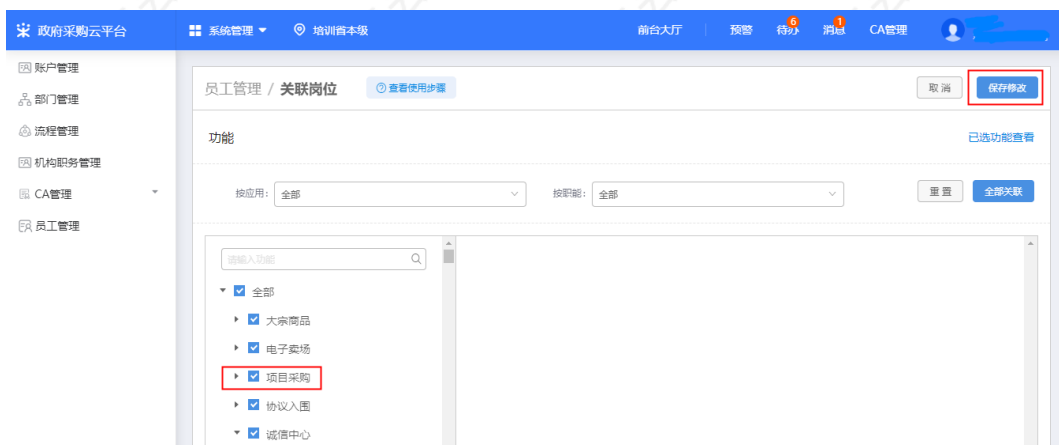 政府采购云平台 系统管理 培训省本级 前台大厅 预警 待办 6 消息 1 CA管理
账户管理
部门管理
流程管理
机构职务管理
CA管理
员工管理
员工管理 / 关联岗位 查看使用步骤 取消 保存修改
功能 已选功能查看
按应用: 全部 按职能: 全部 重置 全部关联
请输入功能
全部
大宗商品
电子卖场
项目采购
协议入围
诚信中心